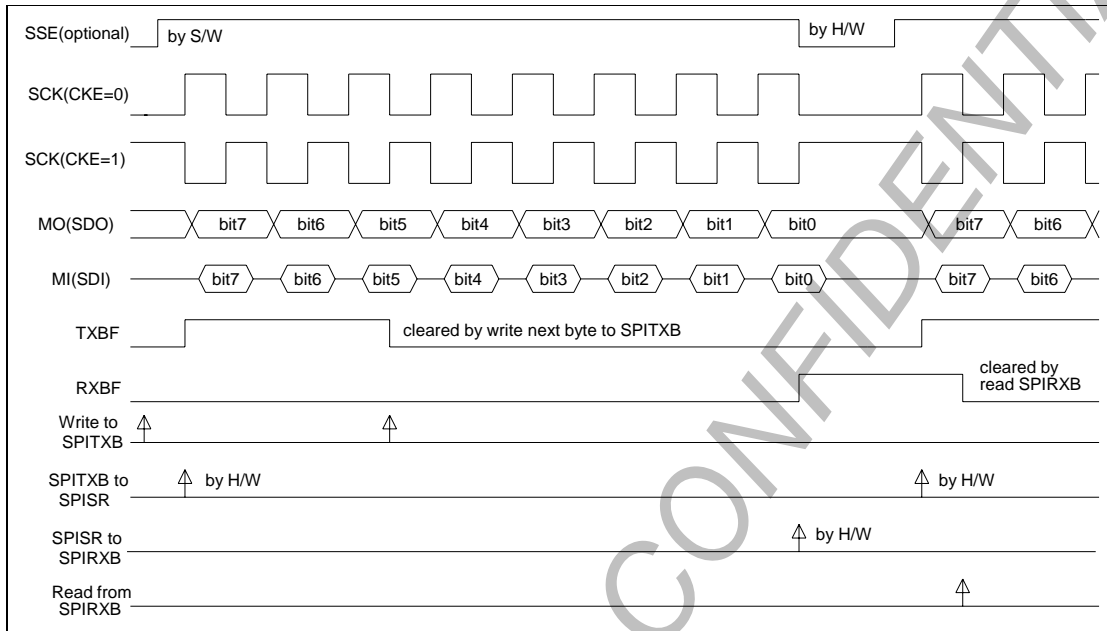 SSE(optional) by S/W by H/W
SCK(CKE=0)
SCK(CKE=1)
MO(SDO) bit7 bit6 bit5 bit4 bit3 bit2 bit1 bit0 bit7 bit6
MI(SDI) bit7 bit6 bit5 bit4 bit3 bit2 bit1 bit0 bit7 bit6
TXBF cleared by write next byte to SPITXB
RXBF
cleared by
read SPIRXB
Write to
SPITXB
SPITXB to
SPISR
by H/W by H/W
SPISR to
SPIRXB
by H/W
Read from
SPIRXB
CONFIDENTI